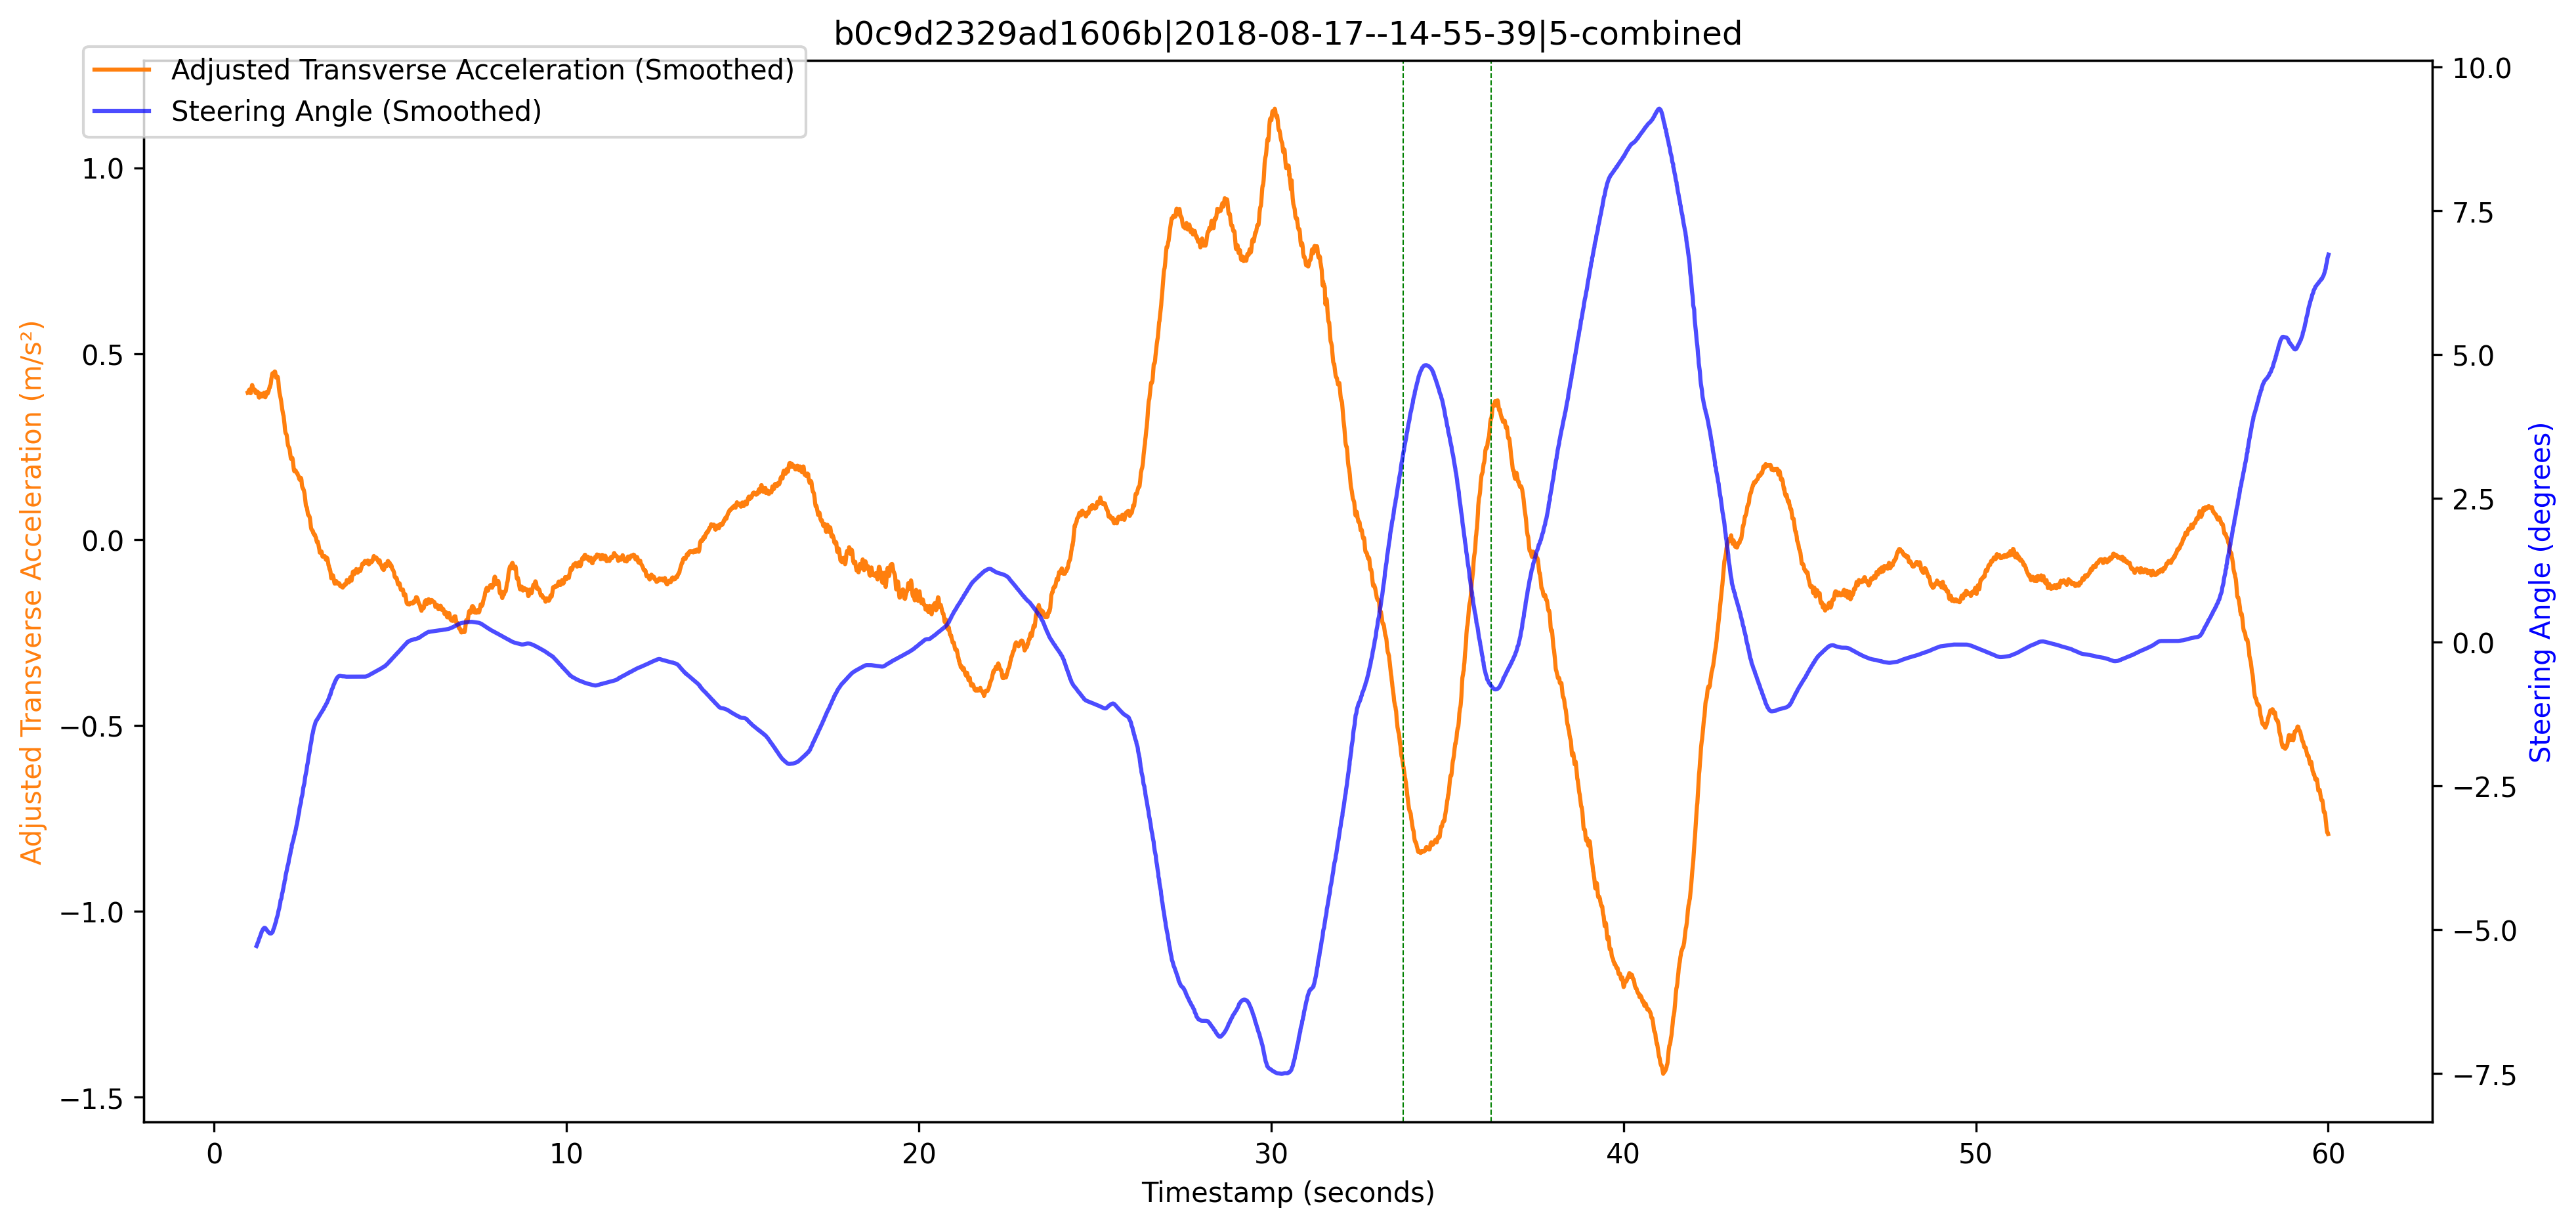 b0c9d2329ad1606b|2018-08-17--14-55-39|5-combined
Adjusted Transverse Acceleration (Smoothed)
Steering Angle (Smoothed)
Adjusted Transverse Acceleration (m/s²)
1.0
0.5
0.0
−0.5
−1.0
−1.5
10.0
7.5
5.0
2.5
0.0
−2.5
−5.0
−7.5
Steering Angle (degrees)
0 10 20 30 40 50 60
Timestamp (seconds)